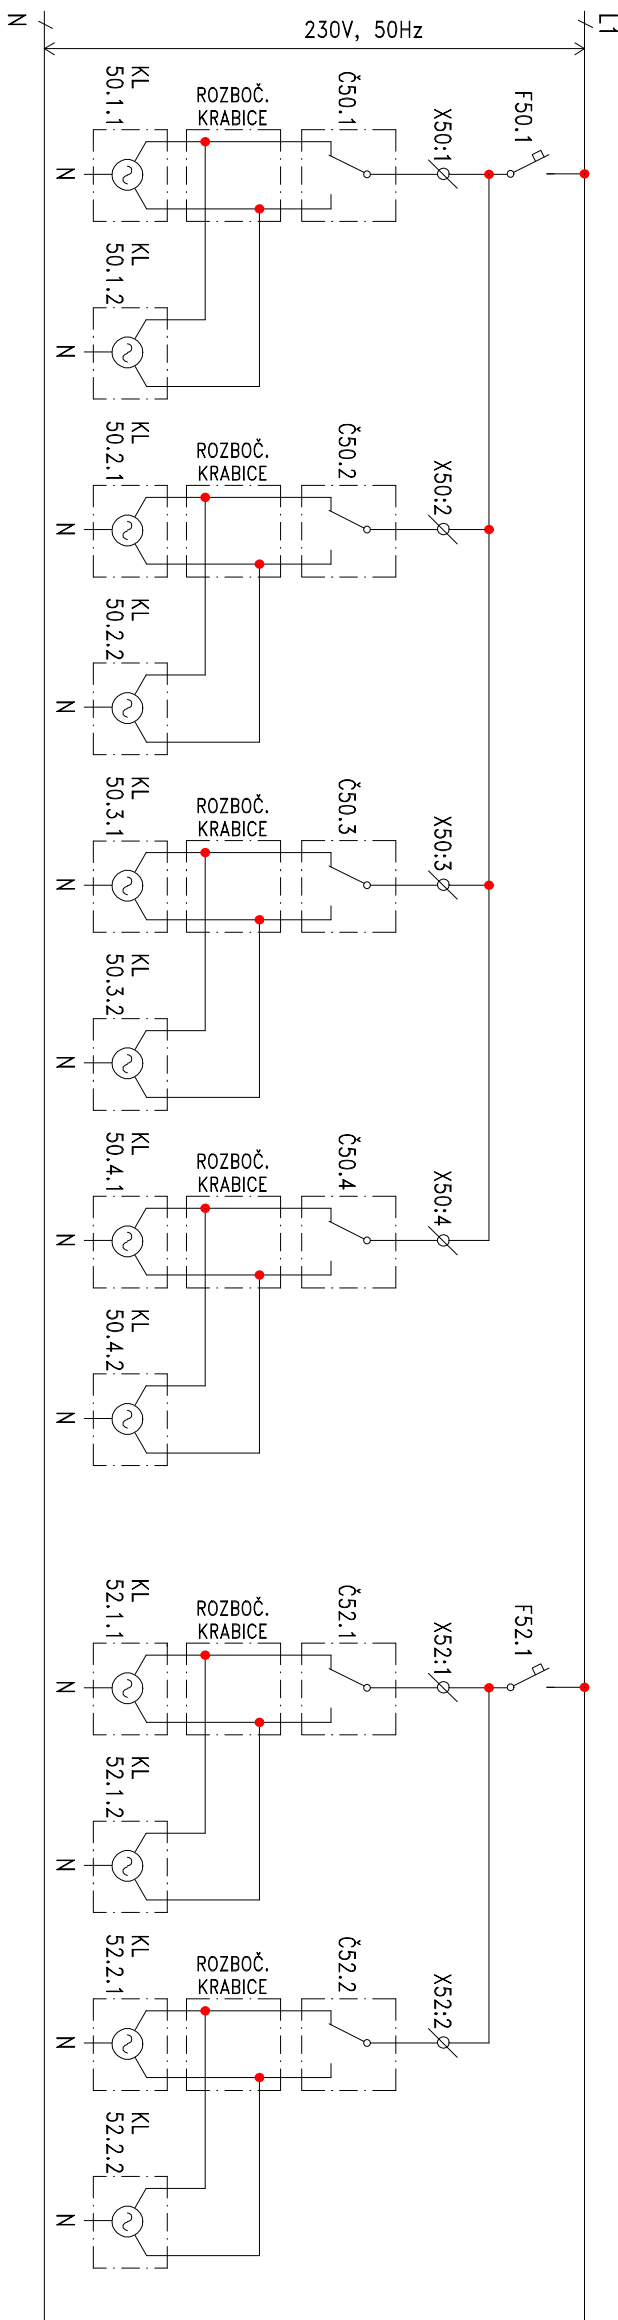 L1
N
230V, 50Hz
F50.1
X50:1
Č50.1
ROZBOČ.
KRABICE
KL
50.1.1
N
KL
50.1.2
N
X50:2
Č50.2
ROZBOČ.
KRABICE
KL
50.2.1
N
KL
50.2.2
N
X50:3
Č50.3
ROZBOČ.
KRABICE
KL
50.3.1
N
KL
50.3.2
N
X50:4
Č50.4
ROZBOČ.
KRABICE
KL
50.4.1
N
KL
50.4.2
N
F52.1
X52:1
Č52.1
ROZBOČ.
KRABICE
KL
52.1.1
N
KL
52.1.2
N
X52:2
Č52.2
ROZBOČ.
KRABICE
KL
52.2.1
N
KL
52.2.2
N